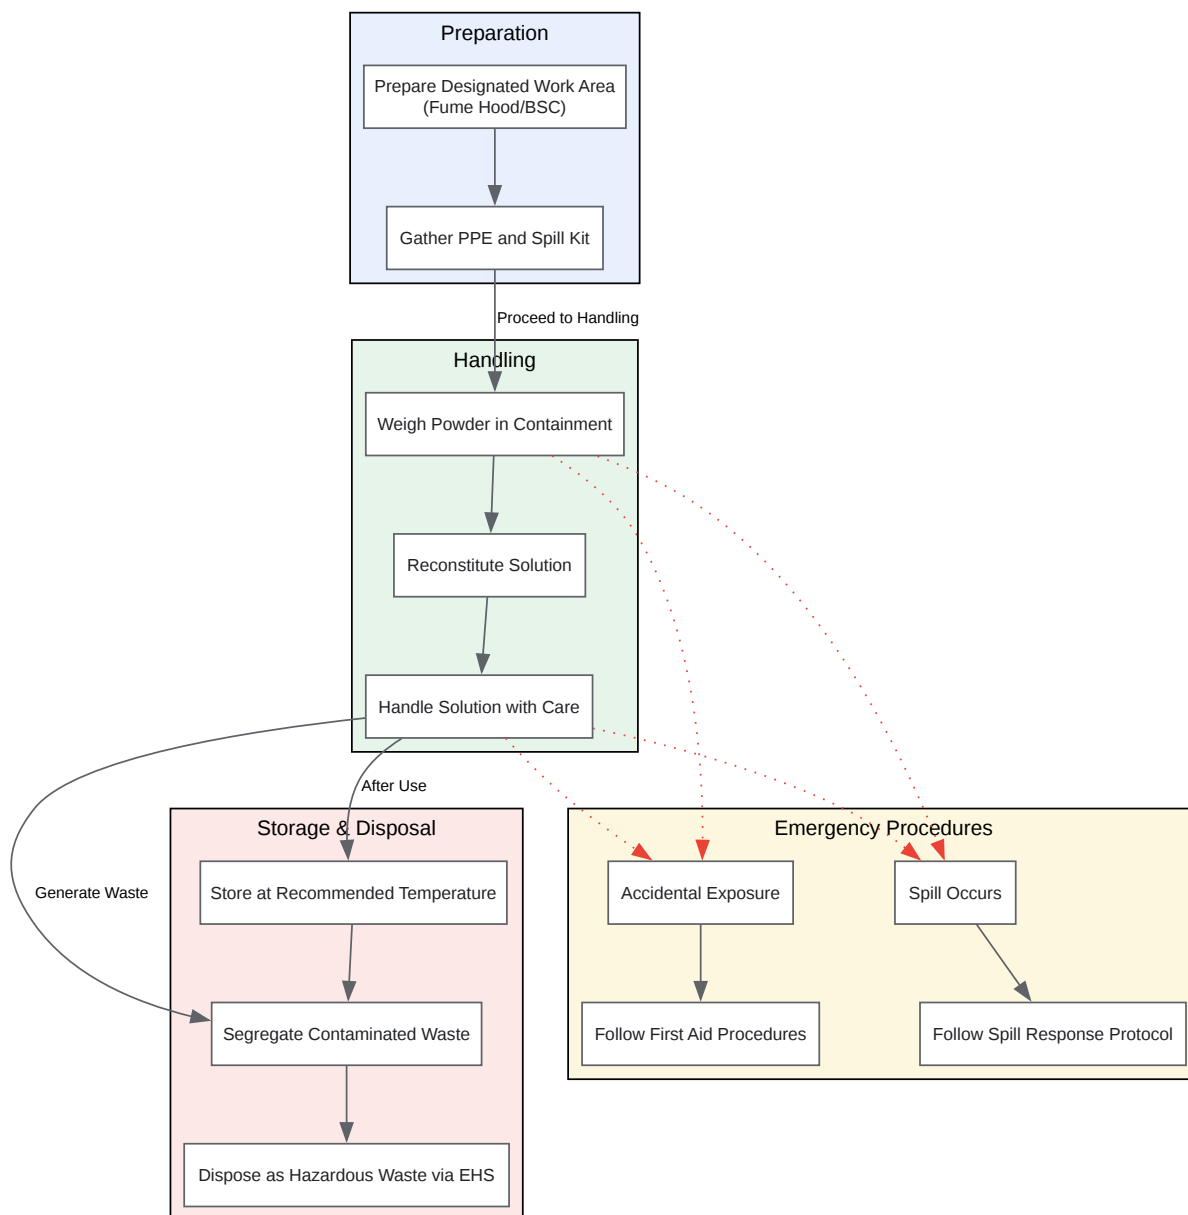 Preparation
Prepare Designated Work Area
(Fume Hood/BSC)
Gather PPE and Spill Kit
Proceed to Handling
Handling
Weigh Powder in Containment
Reconstitute Solution
Handle Solution with Care
After Use
Generate Waste
Storage & Disposal
Store at Recommended Temperature
Segregate Contaminated Waste
Dispose as Hazardous Waste via EHS
Emergency Procedures
Accidental Exposure
Spill Occurs
Follow First Aid Procedures
Follow Spill Response Protocol